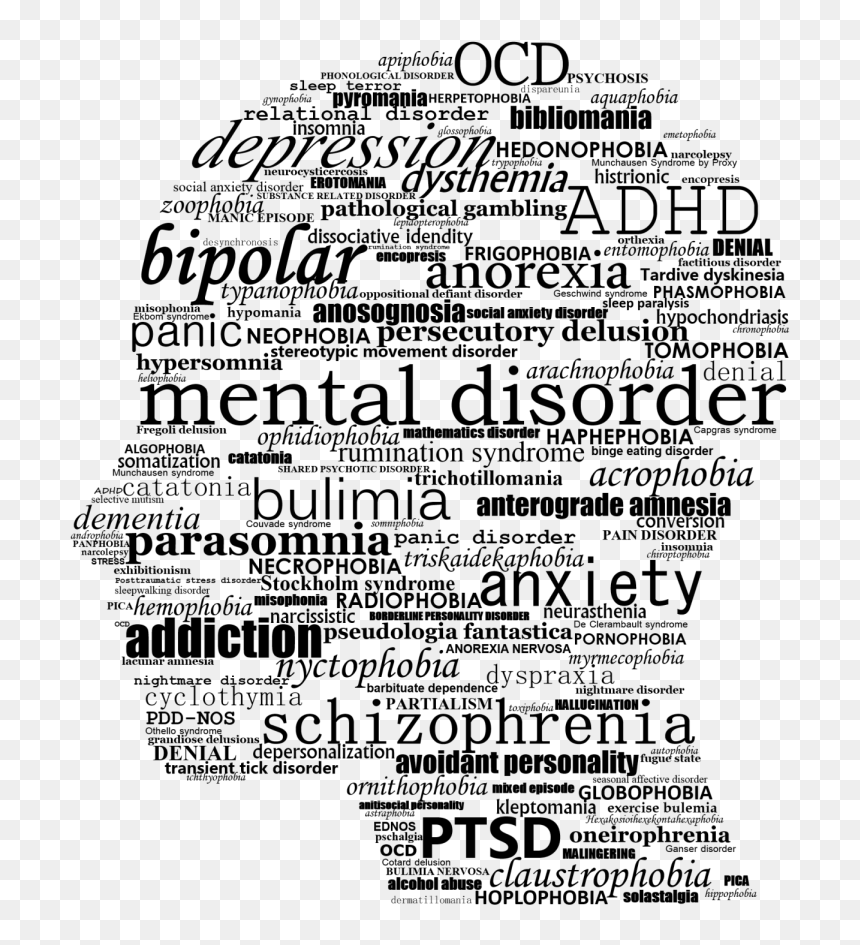 apiphobia OCD
PHONOLOGICAL DISORDER PSYCHOSIS
sleep terror dispareunia
gynophobia pyromania HERPETOPHOBIA aquaphobia
relational disorder bibliomania
insomnia glossophobia emetophobia
depression HEDONOPHOBIA narcolepsy
trypophobia Munchausen Syndrome by Proxy
neurocysticercosis dysthemia histrionic encopresis
social anxiety disorder EROTOMANIA
SUBSTANCE RELATED DISORDER ADHD
zoophobia MANIC EPISODE pathological gambling
lepidopterophobia
desynchronosis dissociative idendity orthexia
bipolar rumination syndrome encopresis FRIGOPHOBIA entomophobia DENIAL
factitious disorder
anorexia Tardive dyskinesia
typanophobia oppositional defiant disorder Geschwind syndrome PHASMOPHOBIA
sleep paralysis
misophonia hypomania anosognosia social anxiety disorder hypochondriasis
Ekbom syndrome
panic NEOPHOBIA persecutory delusion chronophobia
stereotypic movement disorder TOMOPHOBIA
hypersomnia arachnophobia denial
heliophobia
mental disorder
Fregoli delusion ophidiophobia mathematics disorder HAPHEPHOBIA Capgras syndrome
ALGOPHOBIA rumination syndrome binge eating disorder
somatization catatonia
Munchausen syndrome SHARED PSYCHOTIC DISORDER trichotillomania acrophobia
ADHD catatonia bulimia
selective mutism anterograde amnesia
dementia Couvade syndrome somniphobia conversion
androphobia parasomnia panic disorder PAIN DISORDER
PANPHOBIA insomnia
narcolepsy triskaidekaphobia chiroptophobia
STRESS NECROPHOBIA
exhibitionism anxiety
Posttraumatic stress disorder Stockholm syndrome
sleepwalking disorder
PICA hemophobia misophonia RADIOPHOBIA
narcissistic BORDERLINE PERSONALITY DISORDER neurasthenia
OCD De Clerambault syndrome
addiction pseudologia fantastica PORNOPHOBIA
ANOREXIA NERVOSA
lacunar amnesia nyctophobia myrmecophobia
nightmare disorder dyspraxia
barbituate dependence nightmare disorder
cyclothymia PARTIALISM toxiphobia HALLUCINATION
PDD-NOS schizophrenia
Othello syndrome
grandiose delusions
DENIAL depersonalization avoidant personality autophobia
fugue state
transient tick disorder
ichthyophobia seasonal affective disorder
ornithophobia mixed episode GLOBOPHOBIA
anitisocial personality kleptomania exercise bulemia
astraphobia Hexakosioihexekontahexaphobia
EDNOS PTSD oneirophrenia
pschalgia
OCD MALINGERING Ganser disorder
Cotard delusion
BULIMIA NERVOSA claustrophobia PICA
alcohol abuse
dermatillomania HOPLOPHOBIA solastalgia hippophobia